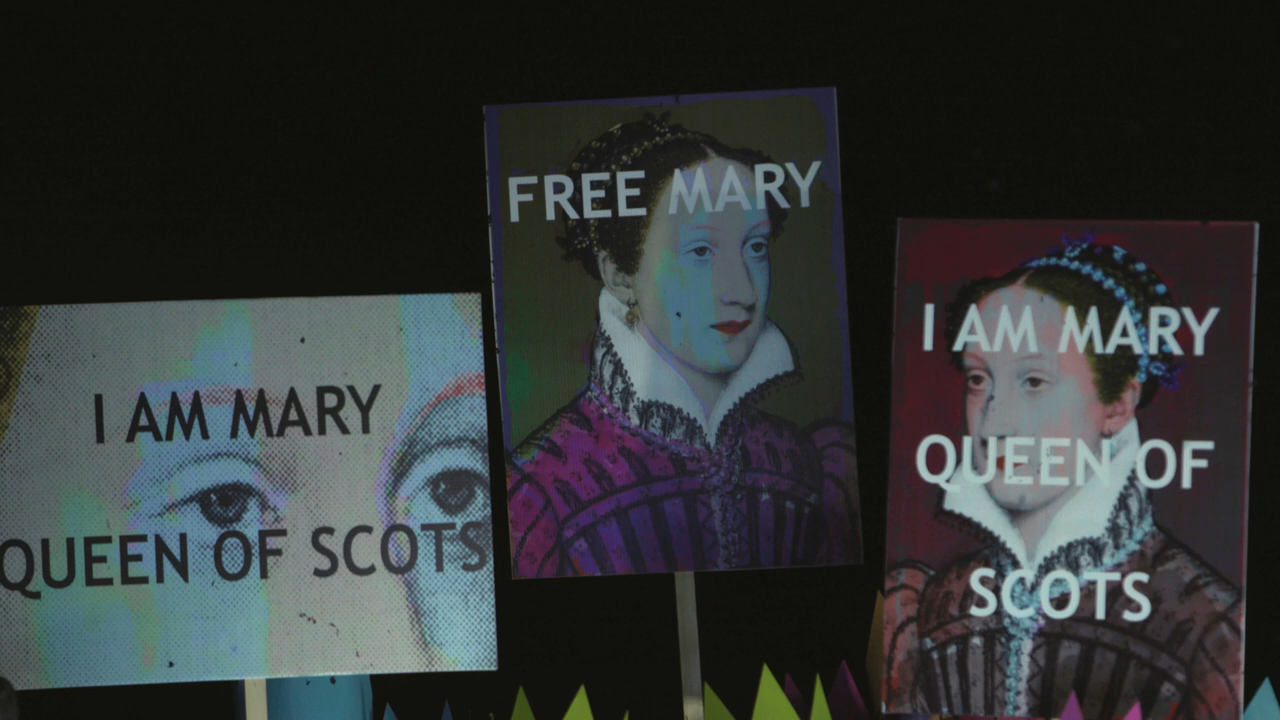 I AM MARY
QUEEN OF SCOTS
FREE MARY
I AM MARY
QUEEN OF
SCOTS